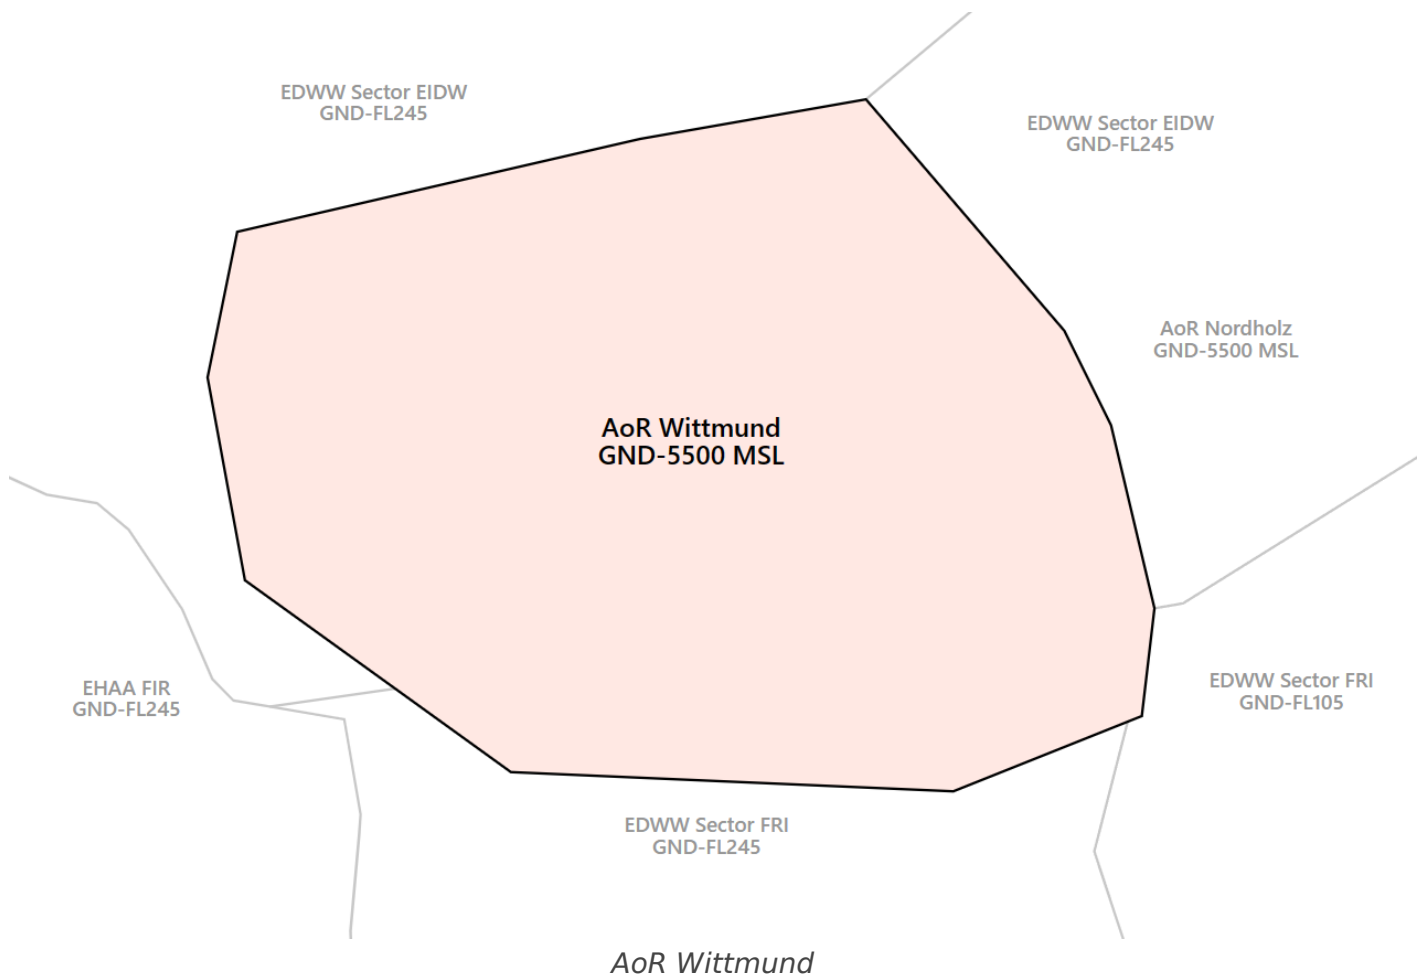 EDWW Sector EIDW
GND-FL245
EDWW Sector EIDW
GND-FL245
AoR Nordholz
GND-5500 MSL
AoR Wittmund
GND-5500 MSL
EHAA FIR
GND-FL245
EDWW Sector FRI
GND-FL105
EDWW Sector FRI
GND-FL245
AoR Wittmund